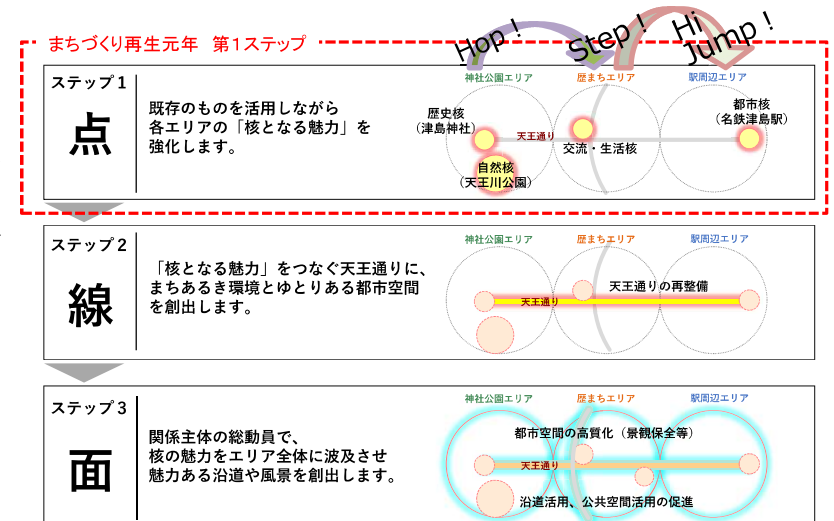 Hop！
Step！
Hi
Jump！
まちづくり再生元年　第１ステップ
ステップ１
点
既存のものを活用しながら
各エリアの「核となる魅力」を
強化します。
神社公園エリア
歴まちエリア
駅周辺エリア
歴史核
（津島神社）
天王通り
交流・生活核
都市核
（名鉄津島駅）
自然核
（天王川公園）
ステップ２
線
「核となる魅力」をつなぐ天王通りに、
まちあるき環境とゆとりある都市空間
を創出します。
神社公園エリア
歴まちエリア
駅周辺エリア
天王通りの再整備
天王通り
ステップ３
面
関係主体の総動員で、
核の魅力をエリア全体に波及させ
魅力ある沿道や風景を創出します。
神社公園エリア
歴まちエリア
駅周辺エリア
都市空間の高質化（景観保全等）
天王通り
沿道活用、公共空間活用の促進